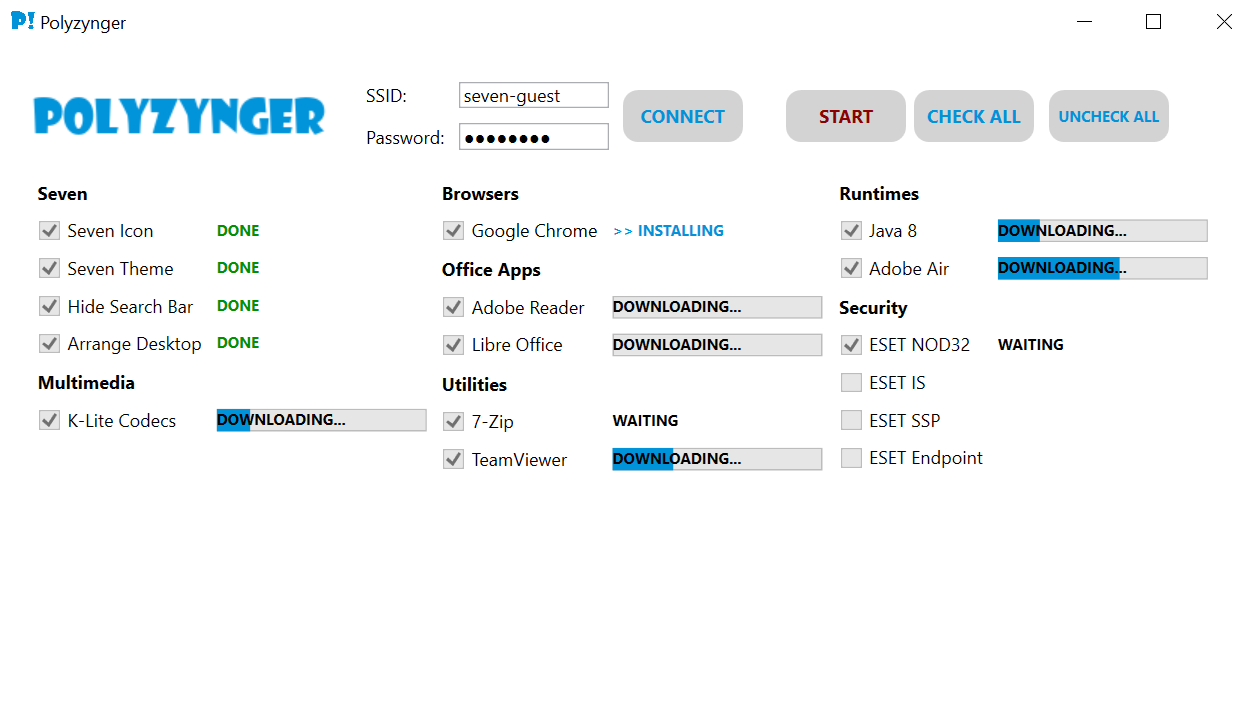 P! Polyzynger
POLYZYNGER
SSID: seven-guest
Password: ●●●●●●●●
CONNECT
START
CHECK ALL
UNCHECK ALL
Seven
Seven Icon DONE
Seven Theme DONE
Hide Search Bar DONE
Arrange Desktop DONE
Multimedia
K-Lite Codecs DOWNLOADING...
Browsers
Google Chrome >> INSTALLING
Office Apps
Adobe Reader DOWNLOADING...
Libre Office DOWNLOADING...
Utilities
7-Zip WAITING
TeamViewer DOWNLOADING...
Runtimes
Java 8 DOWNLOADING...
Adobe Air DOWNLOADING...
Security
ESET NOD32 WAITING
ESET IS
ESET SSP
ESET Endpoint